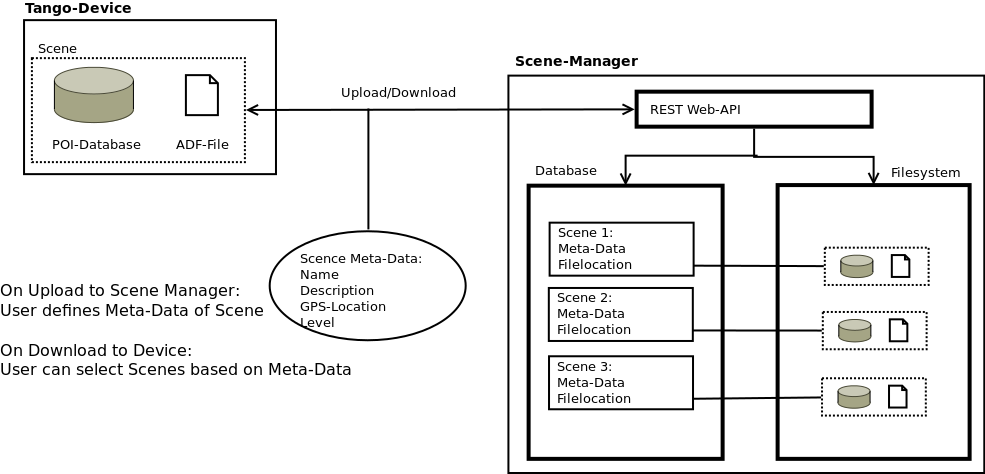 Tango-Device
Scene
POI-Database
ADF-File
Upload/Download
Scene-Manager
REST Web-API
Database
Filesystem
Scene 1:
Meta-Data
Filelocation
Scene 2:
Meta-Data
Filelocation
Scene 3:
Meta-Data
Filelocation
Scence Meta-Data:
Name
Description
GPS-Location
Level
On Upload to Scene Manager:
User defines Meta-Data of Scene
On Download to Device:
User can select Scenes based on Meta-Data